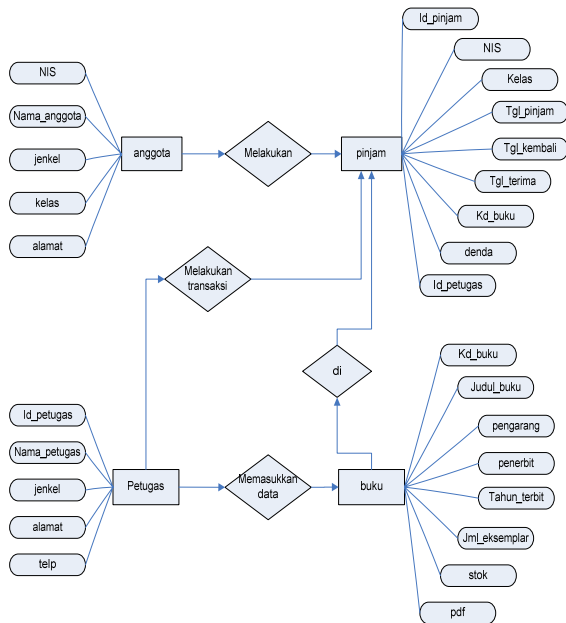 Id_pinjam
NIS
Kelas
Tgl_pinjam
Tgl_kembali
Tgl_terima
Kd_buku
denda
Id_petugas
NIS
Nama_anggota
jenkel
kelas
alamat
anggota
Melakukan
pinjam
Melakukan
transaksi
di
Id_petugas
Nama_petugas
jenkel
alamat
telp
Petugas
Memasukkan
data
buku
Kd_buku
Judul_buku
pengarang
penerbit
Tahun_terbit
Jml_eksemplar
stok
pdf